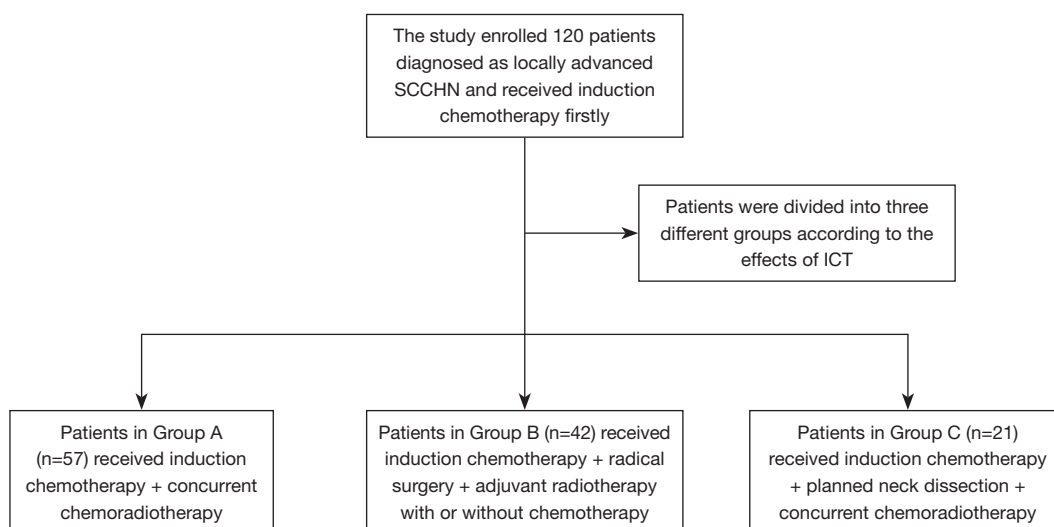 The study enrolled 120 patients
diagnosed as locally advanced
SCCHN and received induction
chemotherapy firstly
Patients were divided into three
different groups according to the
effects of ICT
Patients in Group A
(n=57) received induction
chemotherapy + concurrent
chemoradiotherapy
Patients in Group B (n=42) received
induction chemotherapy + radical
surgery + adjuvant radiotherapy
with or without chemotherapy
Patients in Group C (n=21)
received induction chemotherapy
+ planned neck dissection +
concurrent chemoradiotherapy